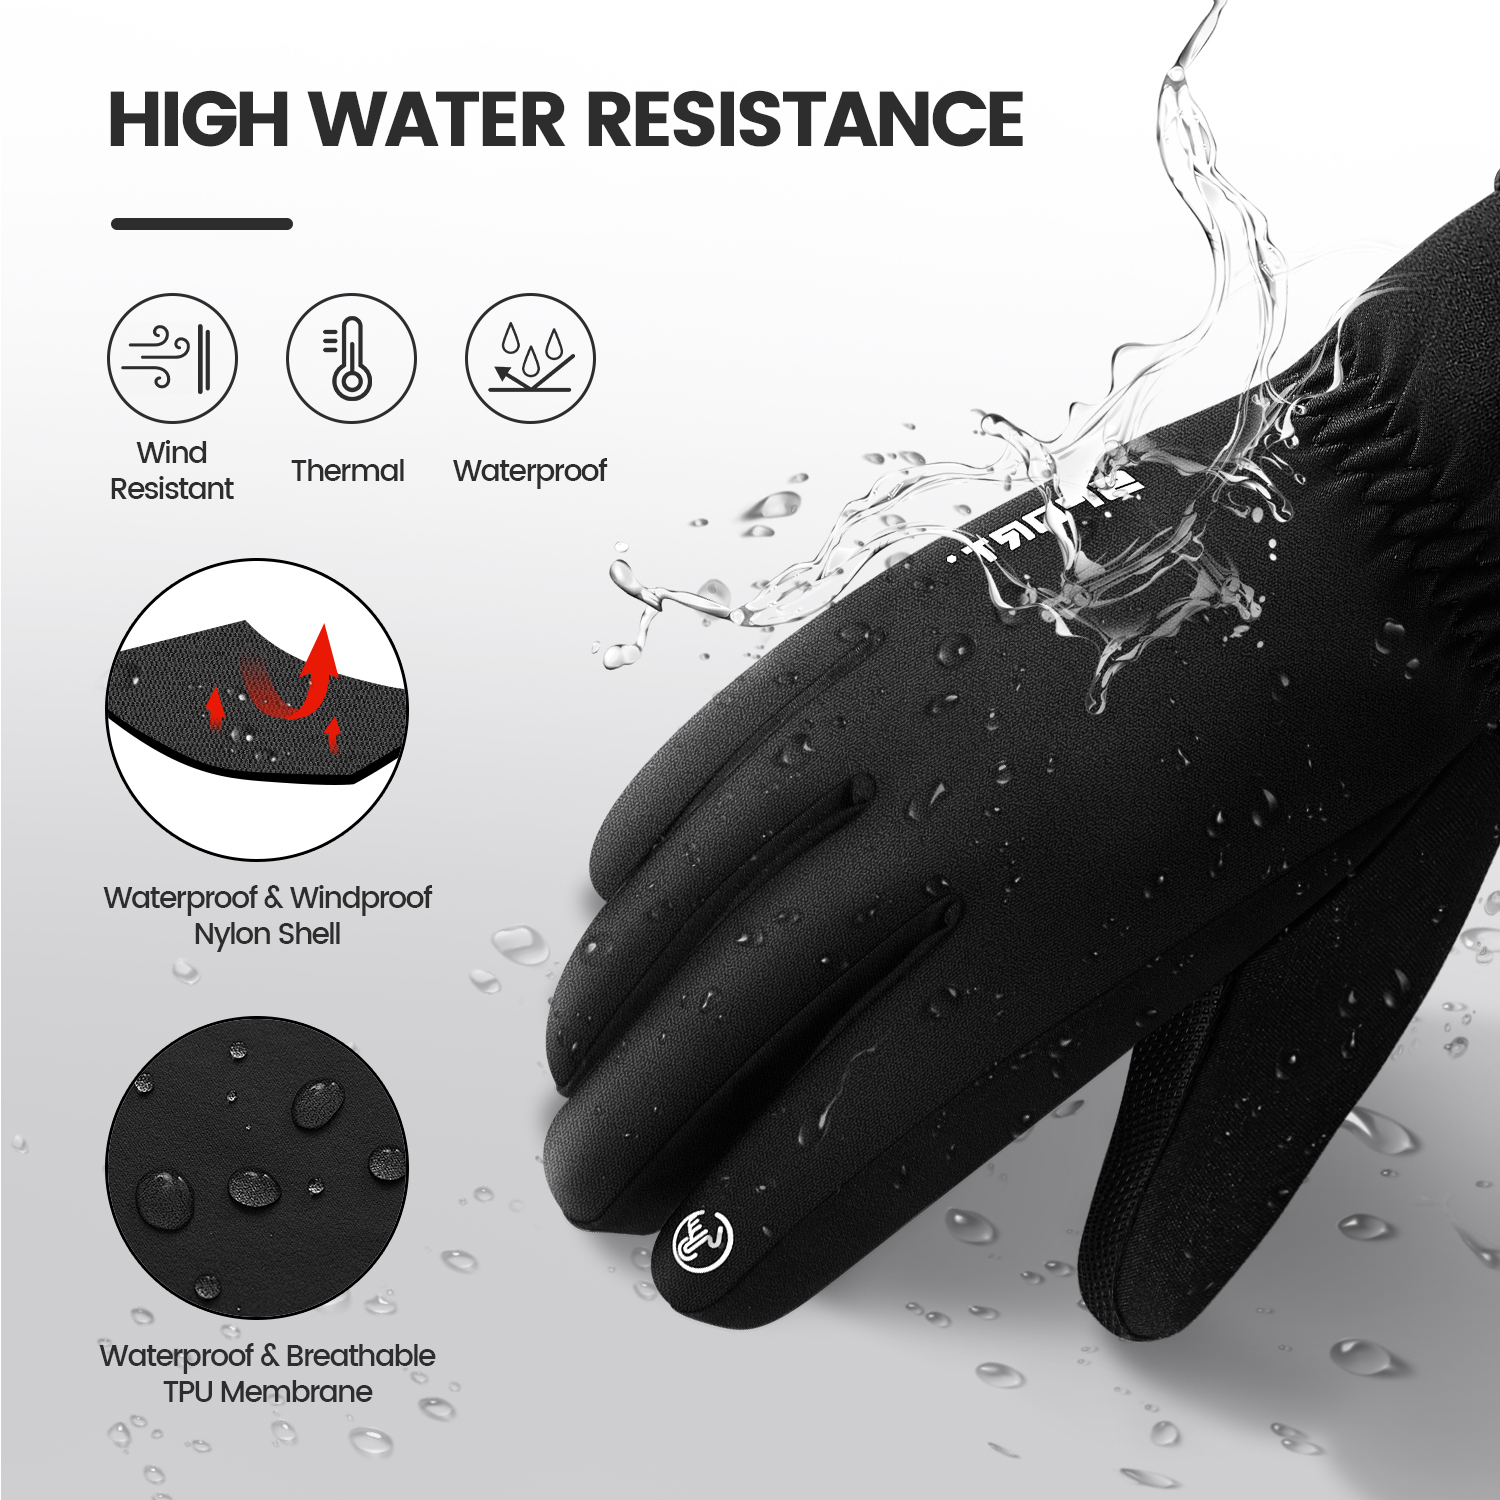 HIGH WATER RESISTANCE
Wind
Resistant
Thermal
Waterproof
Waterproof & Windproof
Nylon Shell
Waterproof & Breathable
TPU Membrane